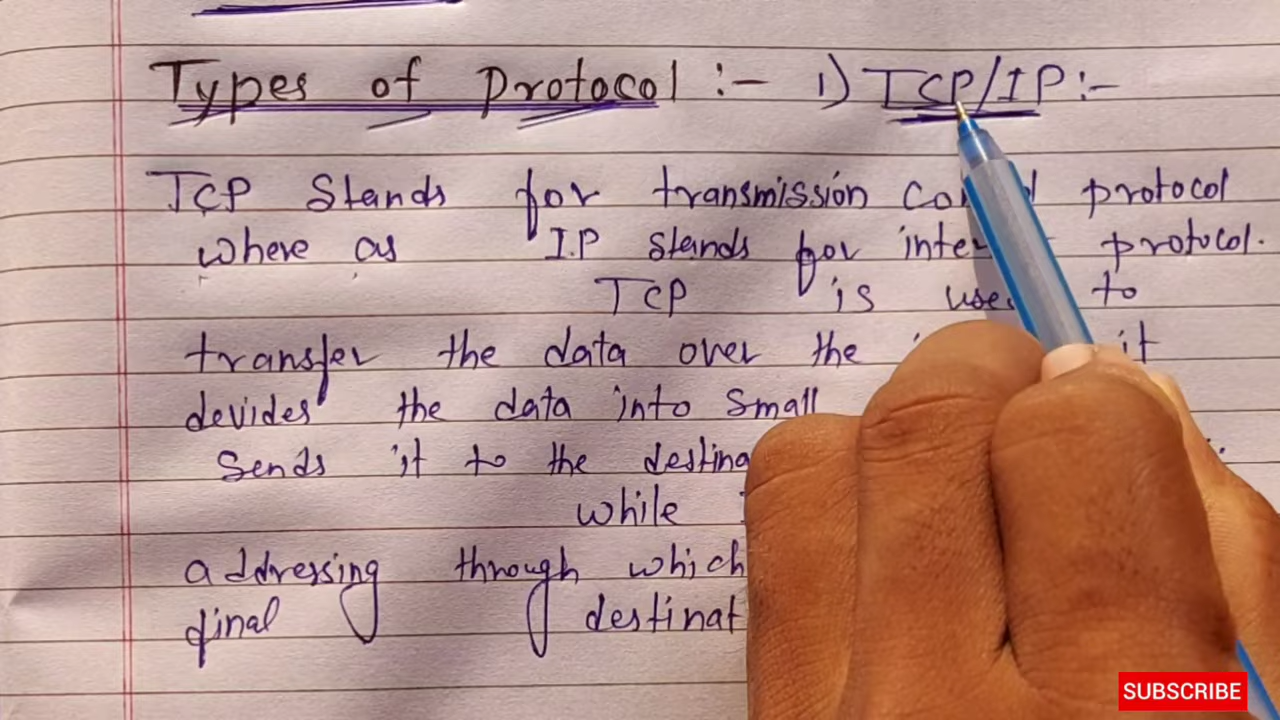 Types of Protocol :- 1) TCP/IP :-
TCP Stands for transmission protocol
where as I.P stands for protocol.
TCP is to
transfer the data over the it
devides the data into small
Sends it to the
while
addressing through which
final
SUBSCRIBE